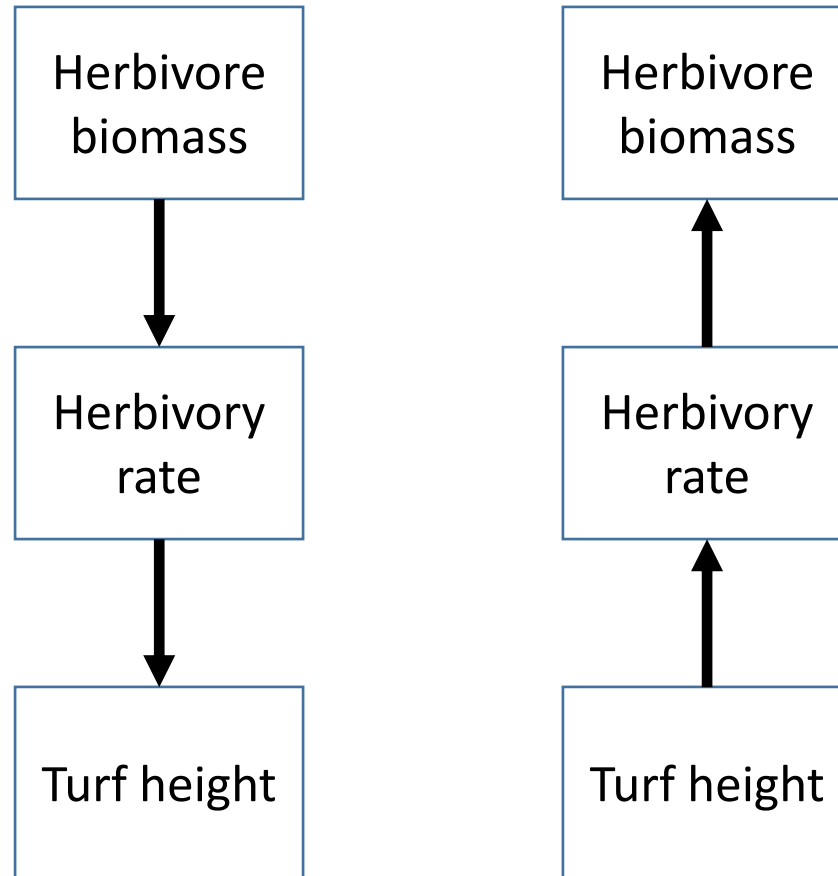 Herbivore
biomass
Herbivory
rate
Turf height
Herbivore
biomass
Herbivory
rate
Turf height